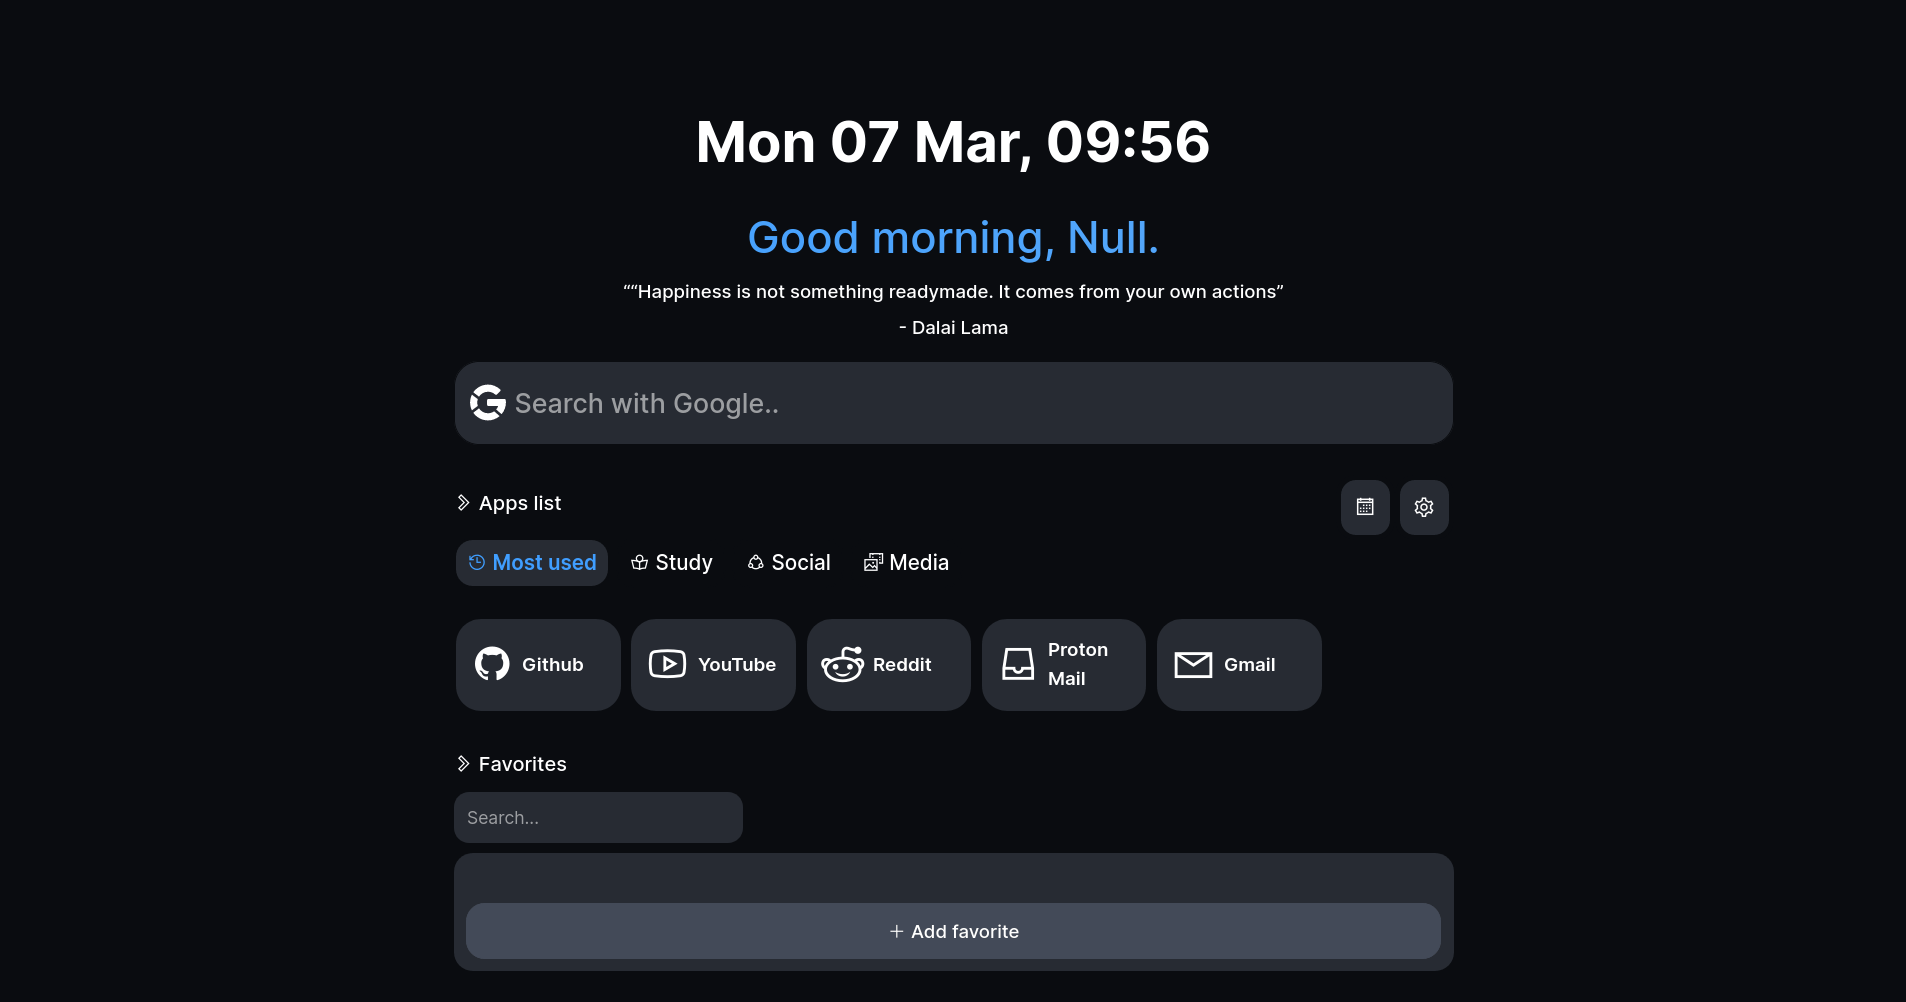 Mon 07 Mar, 09:56
Good morning, Null.
““Happiness is not something readymade. It comes from your own actions”
- Dalai Lama
Search with Google..
Apps list
Most used Study Social Media
Github YouTube Reddit Proton Mail Gmail
Favorites
Search...
+ Add favorite